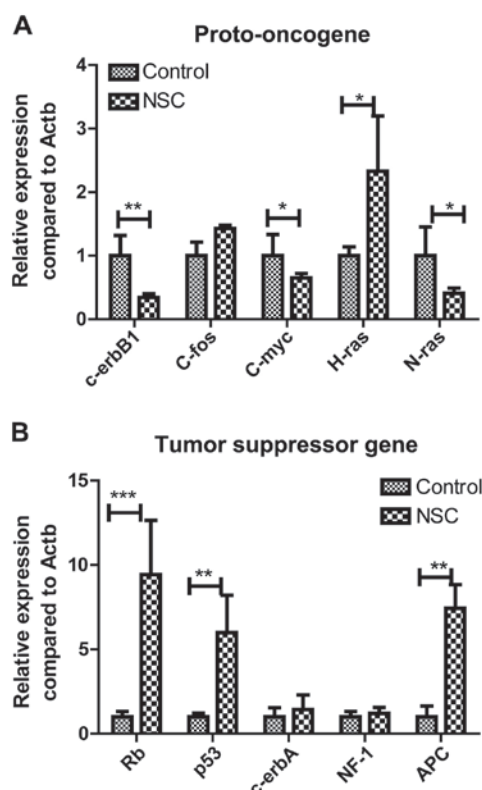 A
Proto-oncogene
Relative expression
compared to Actb
4
3
2
1
0
Control
NSC
**
*
*
*
c-erbB1
C-fos
C-myc
H-ras
N-ras
B
Tumor suppressor gene
Relative expression
compared to Actb
15
10
5
0
Control
NSC
***
**
**
Rb
p53
c-erbA
NF-1
APC